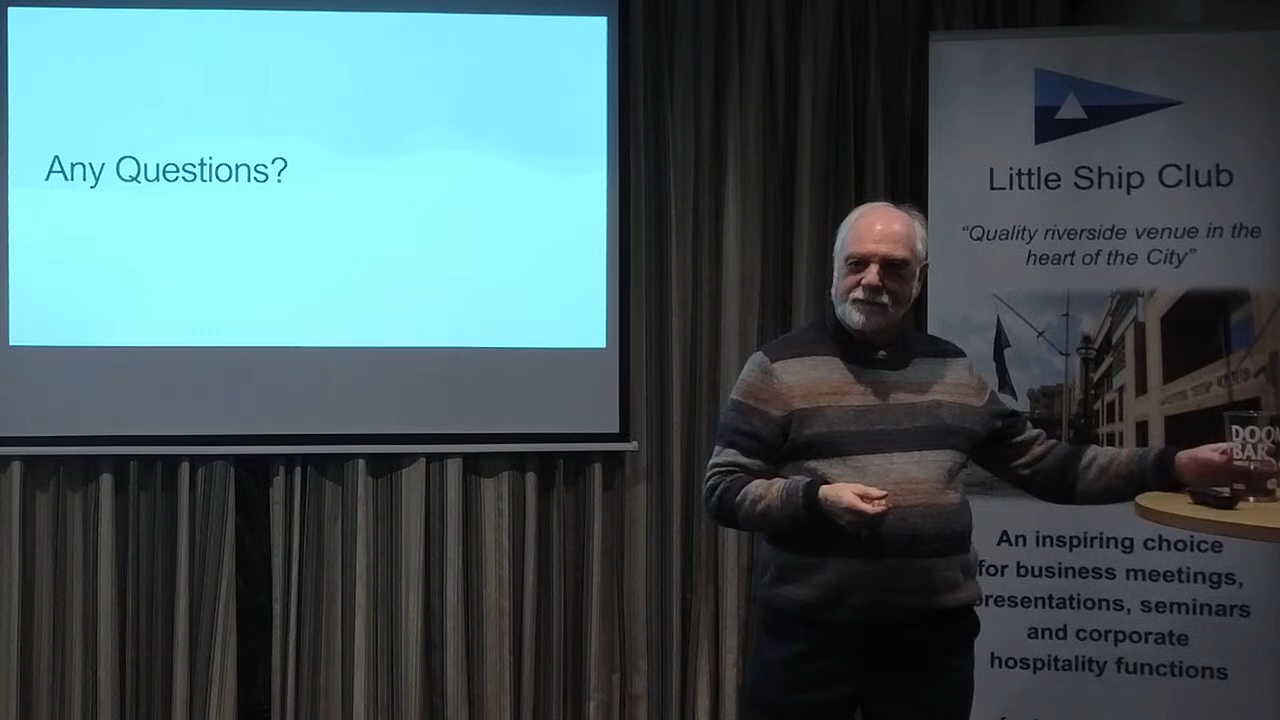 Any Questions?
Little Ship Club
“Quality riverside venue in the
heart of the City”
DOO
BAR
An inspiring choice
for business meetings,
presentations, seminars
and corporate
hospitality functions